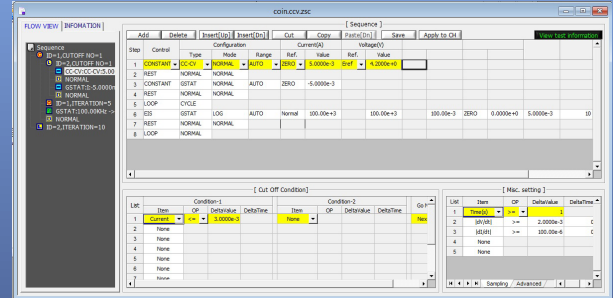 coin.cc.v.zsc
FLOW VIEW INFOMATION
[ Sequence ]
Add Delete Insert[Up] Insert[Dn] Cut Copy Paste[Dn] Save Apply to CH View test information
Sequence
ID=1,CUTOFF NO=1
ID=2,CUTOFF NO=1
CC-CV:CC-CV:5.00
NORMAL
GSTAT:I:-5.0000m
NORMAL
ID=1,ITERATION=5
GSTAT:100.00KHz ->
NORMAL
ID=2,ITERATION=10
Step Control Configuration Current(A) Voltage(V)
Type Mode Range Ref. Value Ref. Value
1 CONSTANT CC-CV NORMAL AUTO ZERO 5.0000e-3 Eref 4.2000e+0
2 REST NORMAL NORMAL
3 CONSTANT GSTAT NORMAL AUTO ZERO -5.0000e-3
4 REST NORMAL NORMAL
5 LOOP CYCLE
6 EIS GSTAT LOG AUTO Normal 100.00e+3 100.00e+3 100.00e-3 ZERO 0.0000e+0 5.0000e-3 10
7 REST NORMAL NORMAL
8 LOOP NORMAL
[ Cut Off Condition]
List Condition-1 Condition-2
Item OP DeltaValue DeltaTime Item OP DeltaValue DeltaTime
1 Current <= 3.0000e-3 None Nex
2 None
3 None
4 None
5 None
6 None
7 None
[ Misc. setting ]
List Item OP DeltaValue DeltaTime
1 Time[s] >= 1
2 |dV/dt| >= 2.0000e-3
3 |dI/dt| >= 100.00e-6
4 None
5 None
Sampling Advanced